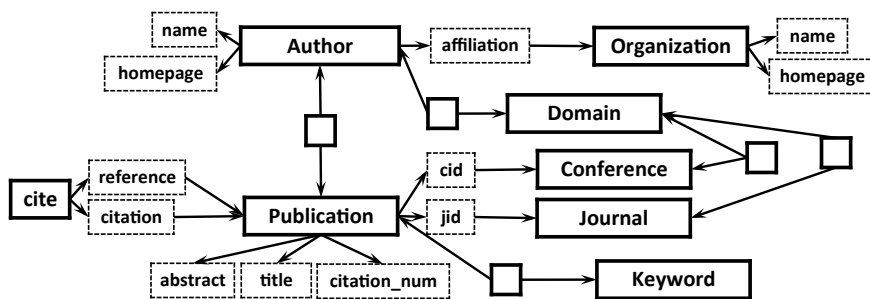 name
Author
affiliation
Organization
name
homepage
homepage
Domain
reference
cid
Conference
cite
citation
Publication
jid
Journal
abstract
title
citation_num
Keyword